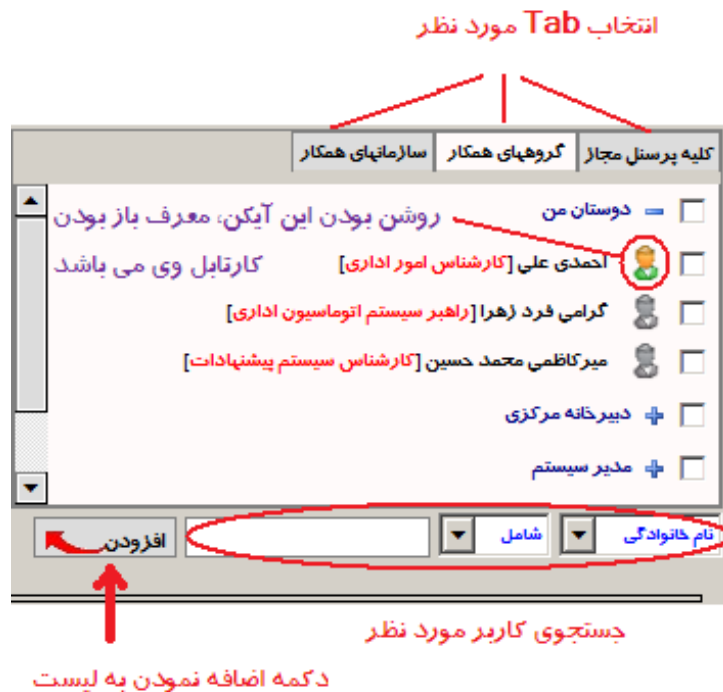 انتخاب Tab مورد نظر
کلیه پرسنل مجاز
گروههای همکار
سازمانهای همکار
دوستان من
روشن بودن این آیکن، معرف باز بودن
احمدی علی [کارشناس امور اداری]
کارتابل وی می باشد
گرامی فرد زهرا [راهبر سیستم اتوماسیون اداری]
میرکاظمی محمد حسین [کارشناس سیستم پیشنهادات]
دبیرخانه مرکزی
مدیر سیستم
نام خانوادگی
شامل
افزودن
جستجوی کاربر مورد نظر
دکمه اضافه نمودن به لیست